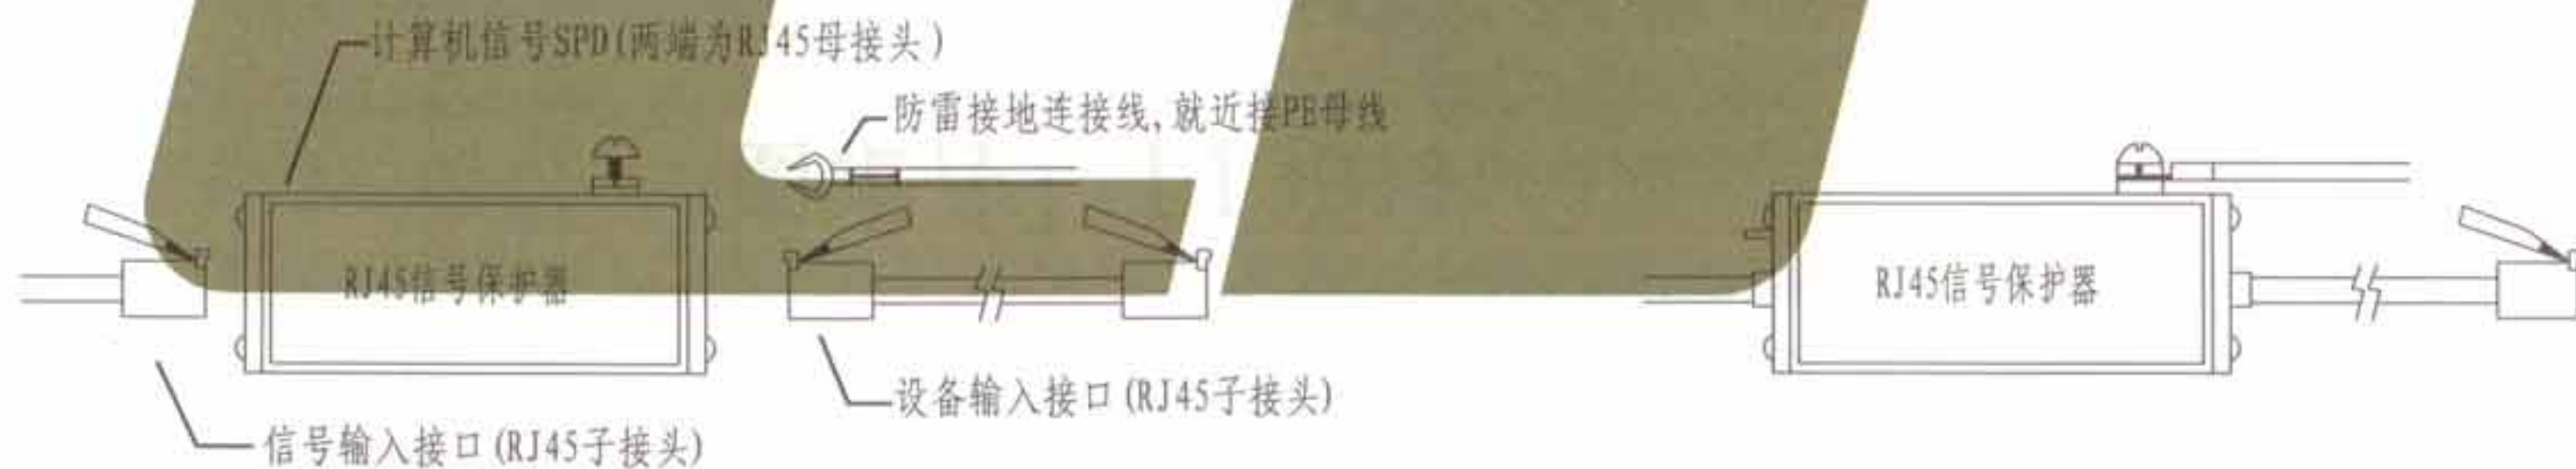 计算机信号SPD(两端为RJ45母接头)
防雷接地连接线,就近接PE母线
RJ45信号保护器
RJ45信号保护器
设备输入接口(RJ45子接头)
信号输入接口(RJ45子接头)